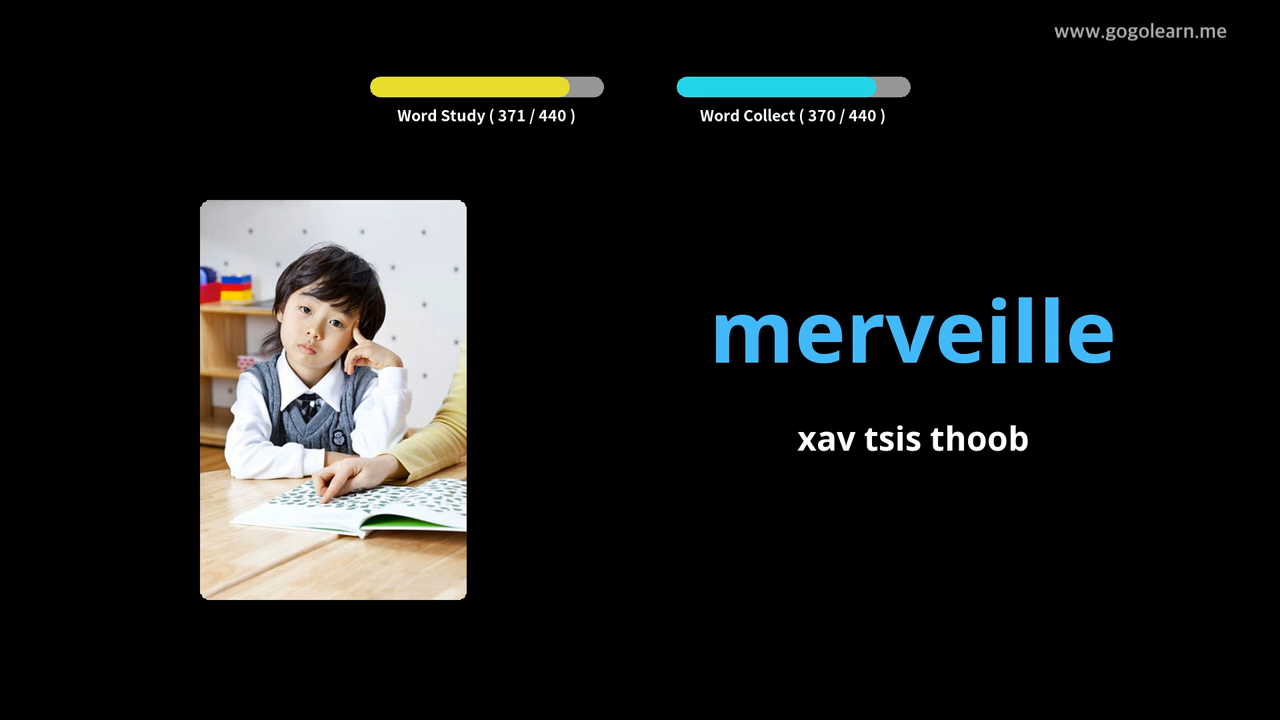 www.gogolearn.me
Word Study ( 371 / 440 )
Word Collect ( 370 / 440 )
merveille
xav tsis thoob